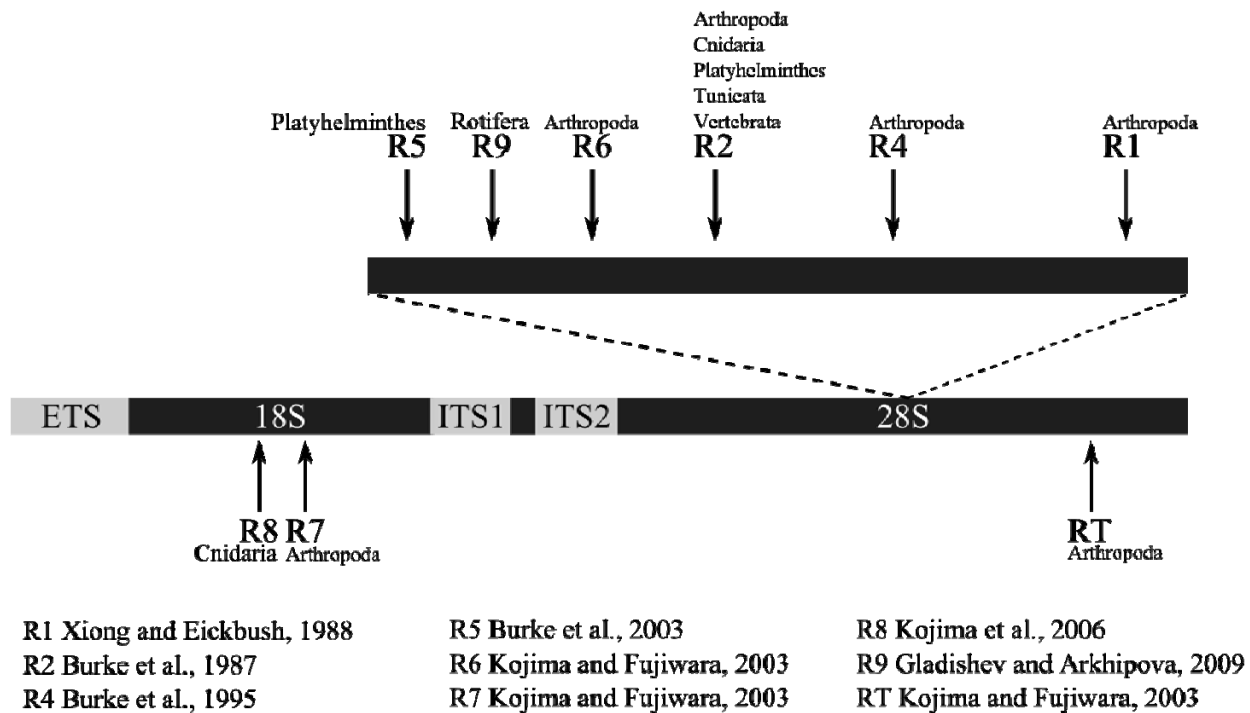 Arthropoda
Cnidaria
Platyhelminthes
Tunicata
Vertebrata
Platyhelminthes Rotifera Arthropoda Arthropoda Arthropoda
R5 R9 R6 R2 R4 R1
ETS 18S ITS1 ITS2 28S
R8 R7 RT
Cnidaria Arthropoda Arthropoda
R1 Xiong and Eickbush, 1988
R2 Burke et al., 1987
R4 Burke et al., 1995
R5 Burke et al., 2003
R6 Kojima and Fujiwara, 2003
R7 Kojima and Fujiwara, 2003
R8 Kojima et al., 2006
R9 Gladishev and Arkhipova, 2009
RT Kojima and Fujiwara, 2003